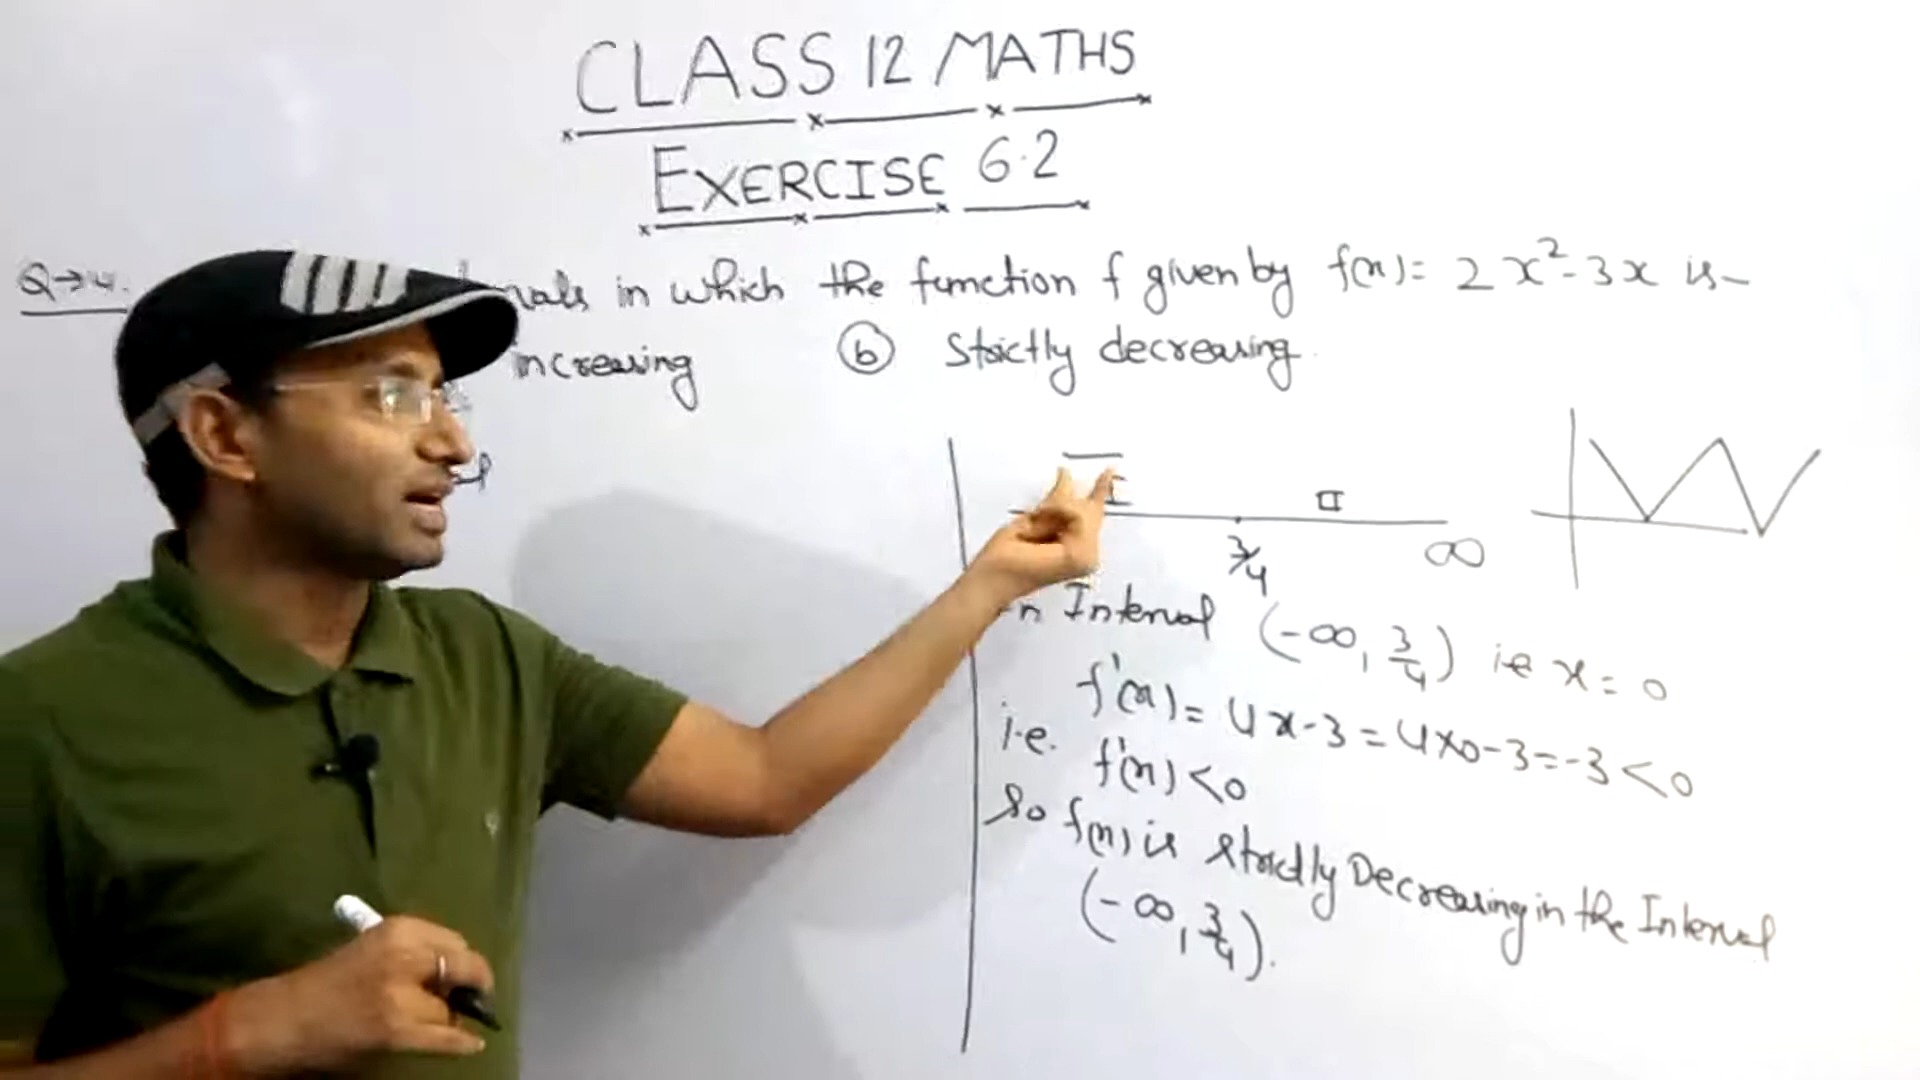 CLASS 12 MATHS
EXERCISE 6.2
Q→4. in which the function f given by f(x)= 2x²-3x is-
increasing ⓑ Strictly decreasing.
I II
3/4 ∞
Interval (-∞, 3/4) ie x=0
f'(x)= 4x-3=4×0-3=-3<0
i.e. f'(x)<0
So f(x) is strictly Decreasing in the Interval
(-∞, 3/4).